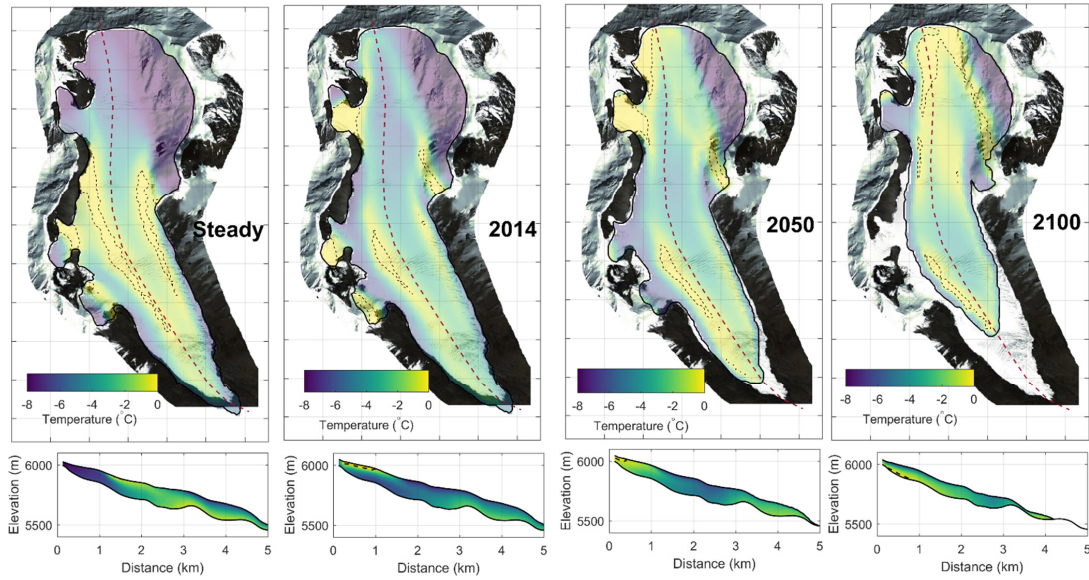 Steady
2014
2050
2100
-8 -6 -4 -2 0
Temperature (°C)
-8 -6 -4 -2 0
Temperature (°C)
-8 -6 -4 -2 0
Temperature (°C)
-8 -6 -4 -2 0
Temperature (°C)
Elevation (m)
6000
5500
0 1 2 3 4 5
Distance (km)
Elevation (m)
6000
5500
0 1 2 3 4 5
Distance (km)
Elevation (m)
6000
5500
0 1 2 3 4 5
Distance (km)
Elevation (m)
6000
5500
0 1 2 3 4 5
Distance (km)